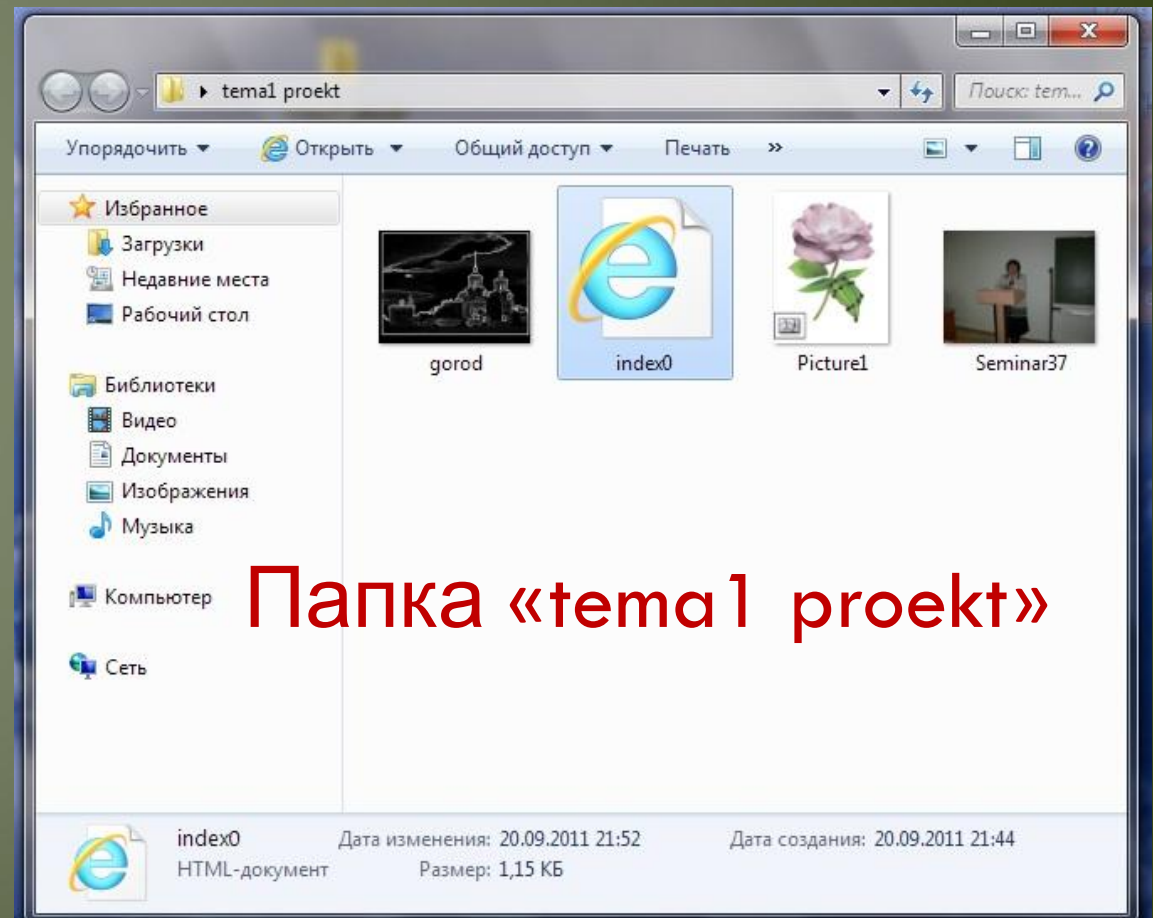 tema1 proekt
Поиск: tem...
Упорядочить Открыть Общий доступ Печать »
Избранное
Загрузки
Недавние места
Рабочий стол
Библиотеки
Видео
Документы
Изображения
Музыка
Компьютер
Сеть
gorod index0 Picture1 Seminar37
Папка «tema1 proekt»
index0 Дата изменения: 20.09.2011 21:52 Дата создания: 20.09.2011 21:44
HTML-документ Размер: 1,15 КБ